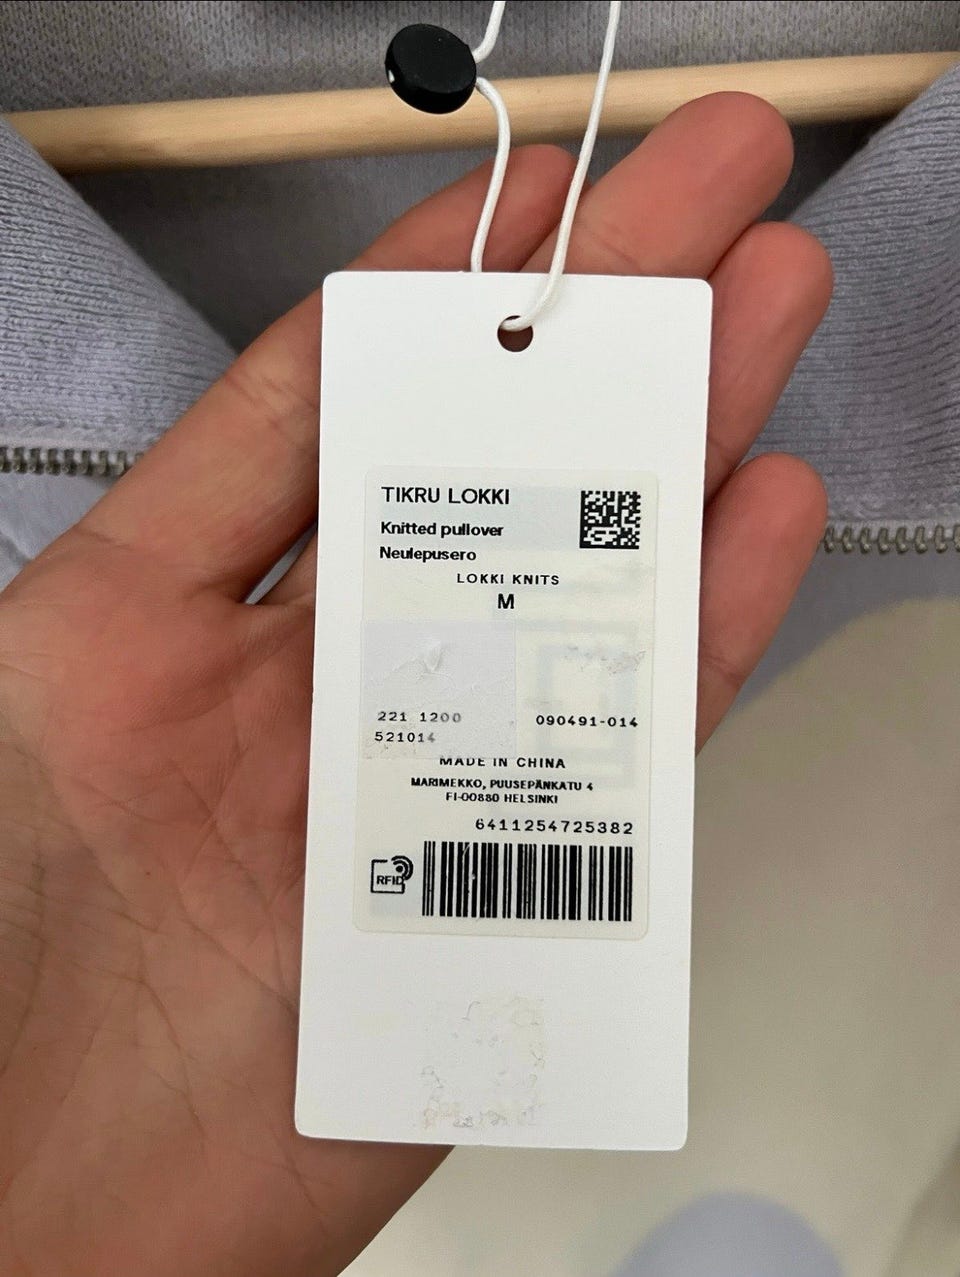 TIKRU LOKKI
Knitted pullover
Neulepusero
LOKKI KNITS
M
221 1200
090491-014
521014
MADE IN CHINA
MARIMEKKO, PUUSEPÄNKATU 4
FI-00880 HELSINKI
6411254725382
RFID